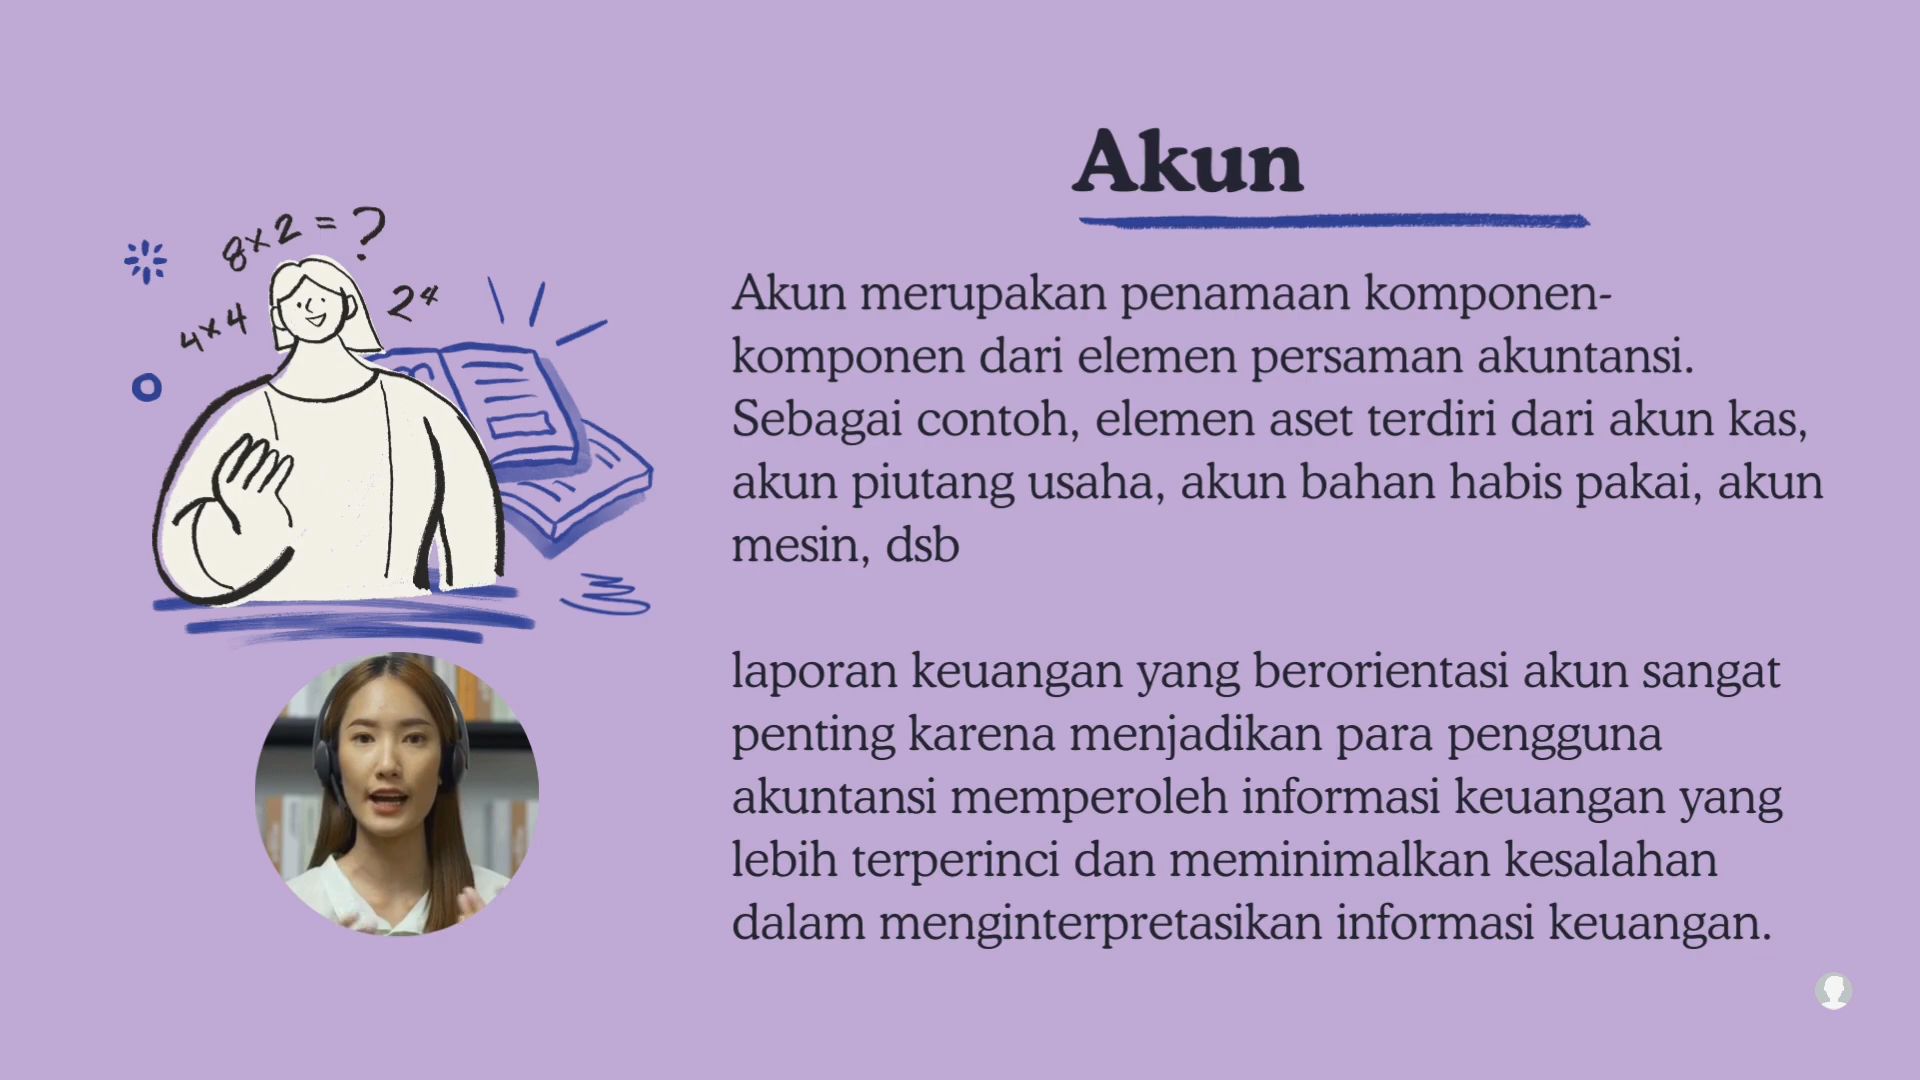 Akun
8x2 = ?
4x4
2⁴
Akun merupakan penamaan komponen-
komponen dari elemen persaman akuntansi.
Sebagai contoh, elemen aset terdiri dari akun kas,
akun piutang usaha, akun bahan habis pakai, akun
mesin, dsb
laporan keuangan yang berorientasi akun sangat
penting karena menjadikan para pengguna
akuntansi memperoleh informasi keuangan yang
lebih terperinci dan meminimalkan kesalahan
dalam menginterpretasikan informasi keuangan.